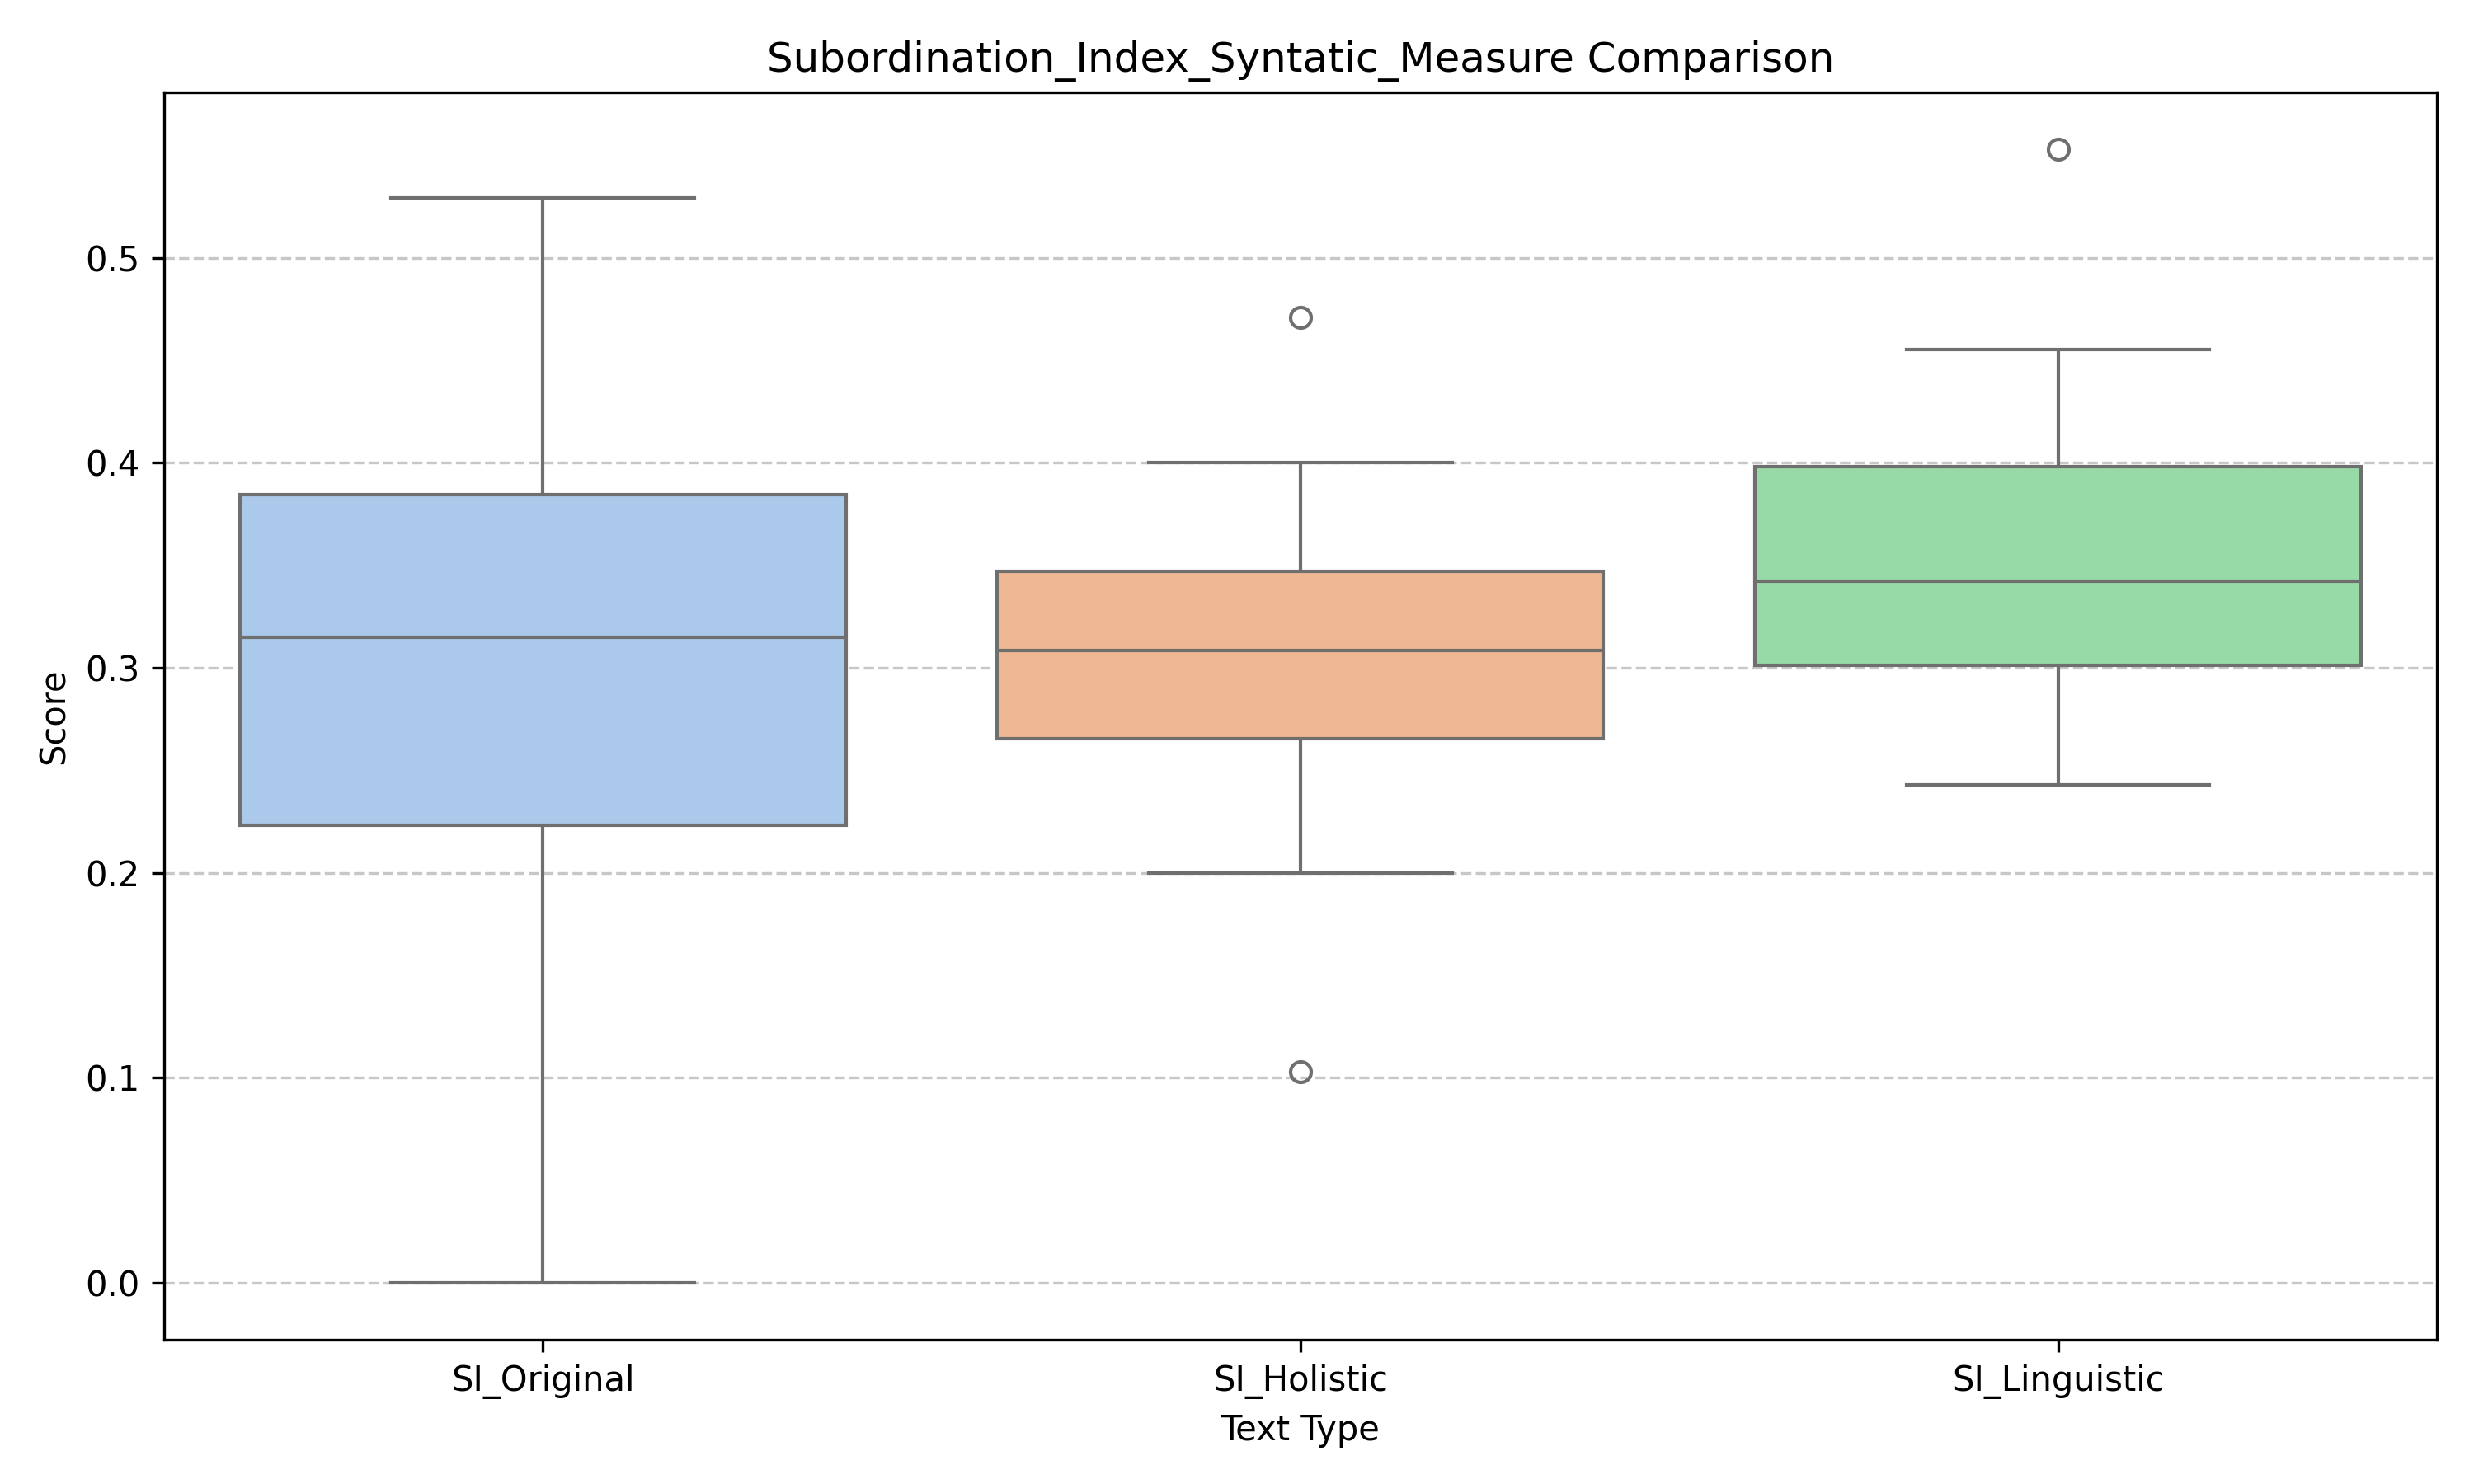 Subordination_Index_Syntatic_Measure Comparison
Score
0.5
0.4
0.3
0.2
0.1
0.0
SI_Original
SI_Holistic
SI_Linguistic
Text Type